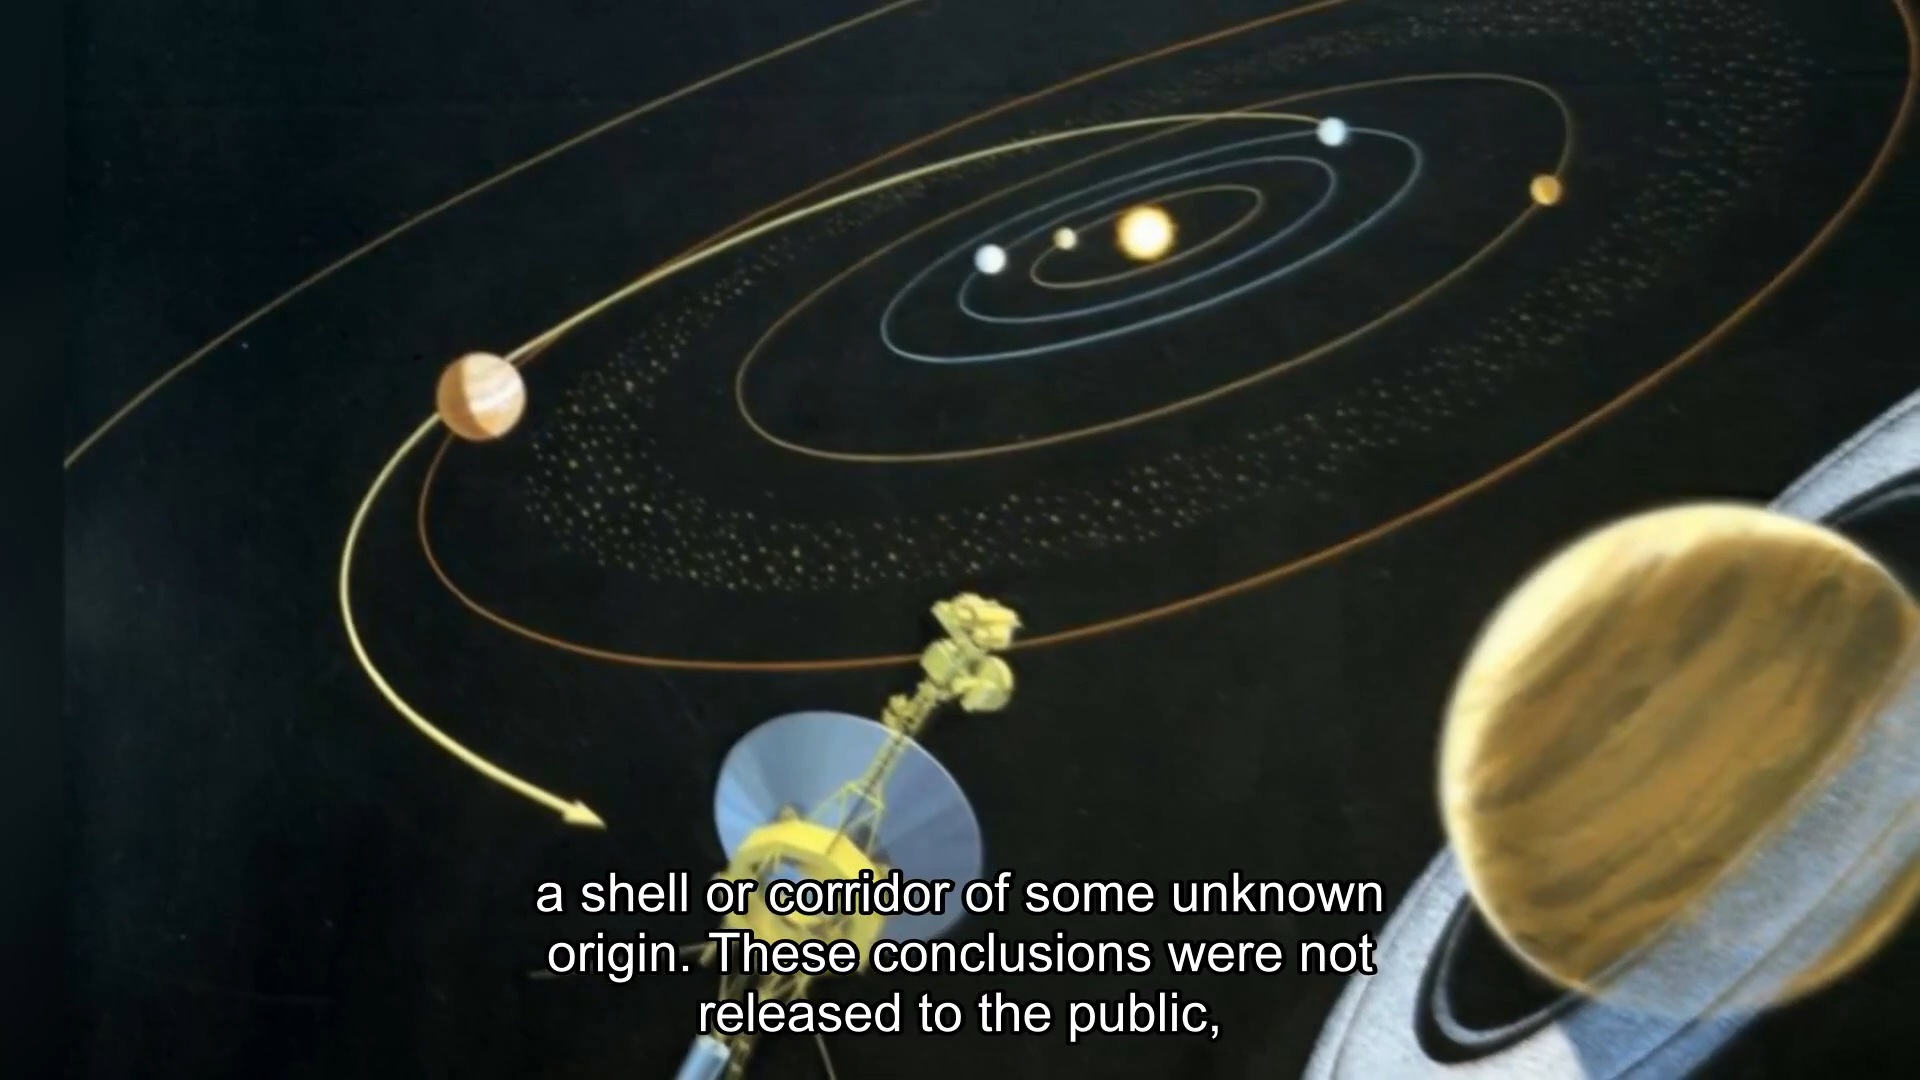 a shell or corridor of some unknown
origin. These conclusions were not
released to the public,